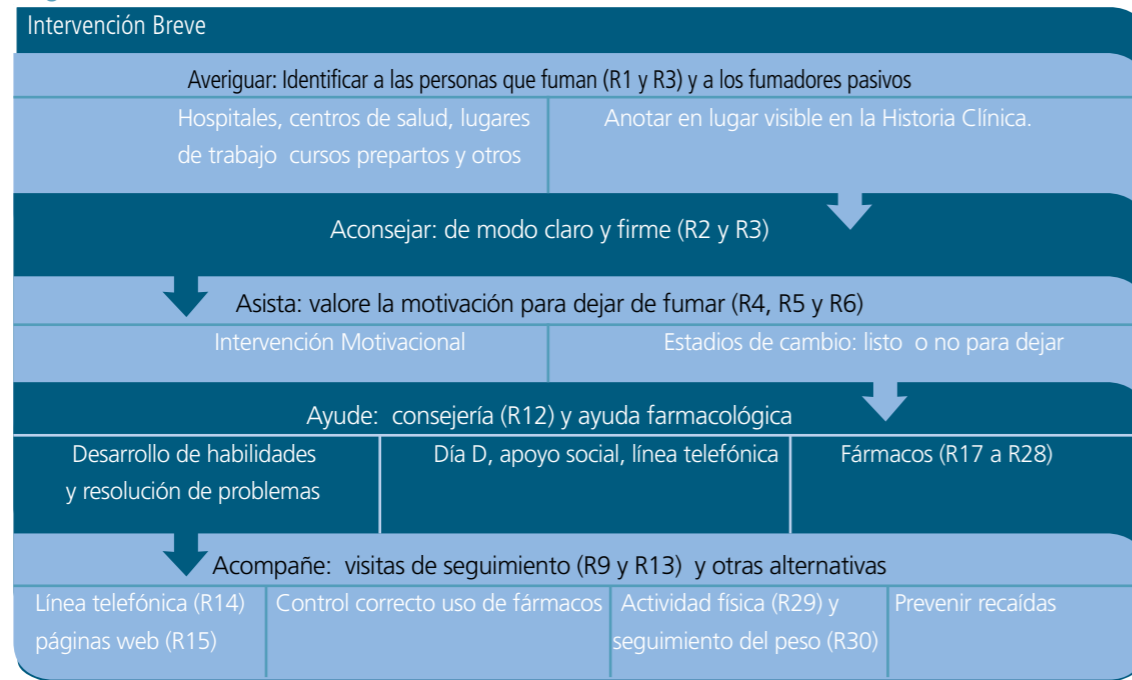 Intervención Breve
Averiguar: Identificar a las personas que fuman (R1 y R3) y a los fumadores pasivos
Hospitales, centros de salud, lugares
de trabajo cursos prepartos y otros
Anotar en lugar visible en la Historia Clínica.
Aconsejar: de modo claro y firme (R2 y R3)
Asista: valore la motivación para dejar de fumar (R4, R5 y R6)
Intervención Motivacional
Estadios de cambio: listo o no para dejar
Ayude: consejería (R12) y ayuda farmacológica
Desarrollo de habilidades
y resolución de problemas
Día D, apoyo social, línea telefónica
Fármacos (R17 a R28)
Acompañe: visitas de seguimiento (R9 y R13) y otras alternativas
Línea telefónica (R14)
páginas web (R15)
Control correcto uso de fármacos
Actividad física (R29) y
seguimiento del peso (R30)
Prevenir recaídas